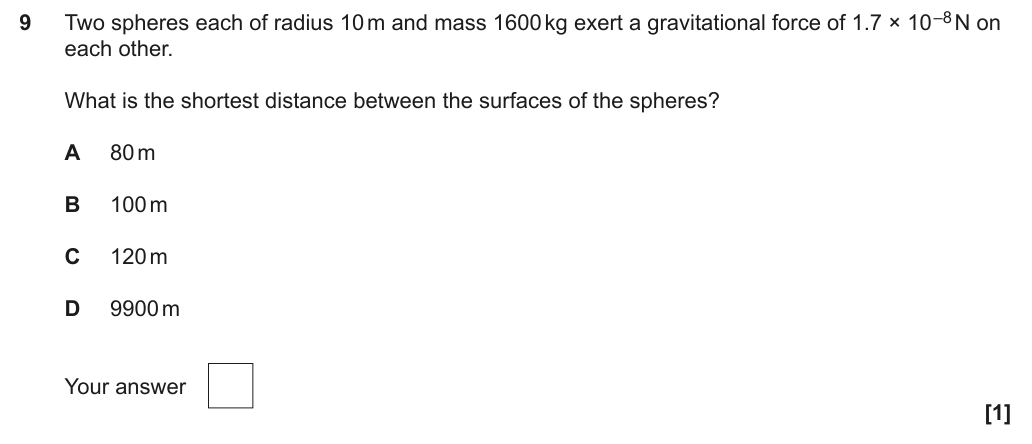 9 Two spheres each of radius 10 m and mass 1600 kg exert a gravitational force of 1.7 × 10⁻⁸ N on
each other.
What is the shortest distance between the surfaces of the spheres?
A 80 m
B 100 m
C 120 m
D 9900 m
Your answer
[1]